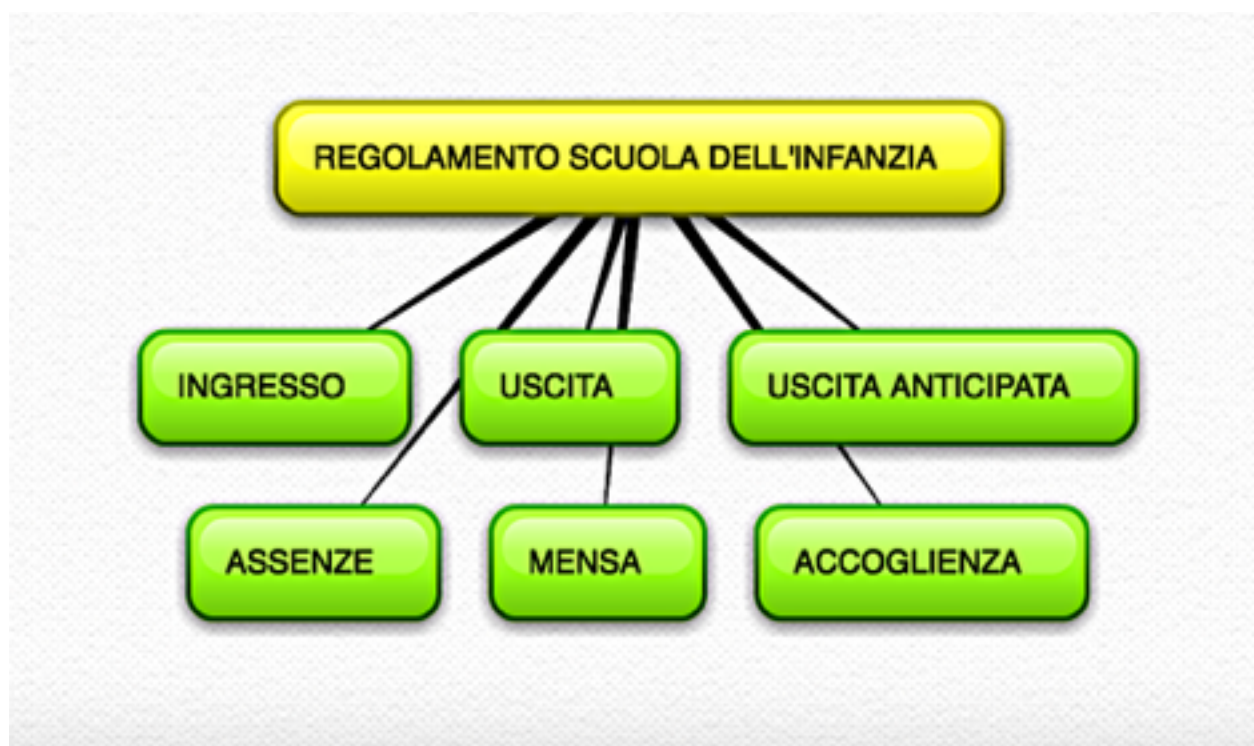 REGOLAMENTO SCUOLA DELL'INFANZIA
INGRESSO
USCITA
USCITA ANTICIPATA
ASSENZE
MENSA
ACCOGLIENZA